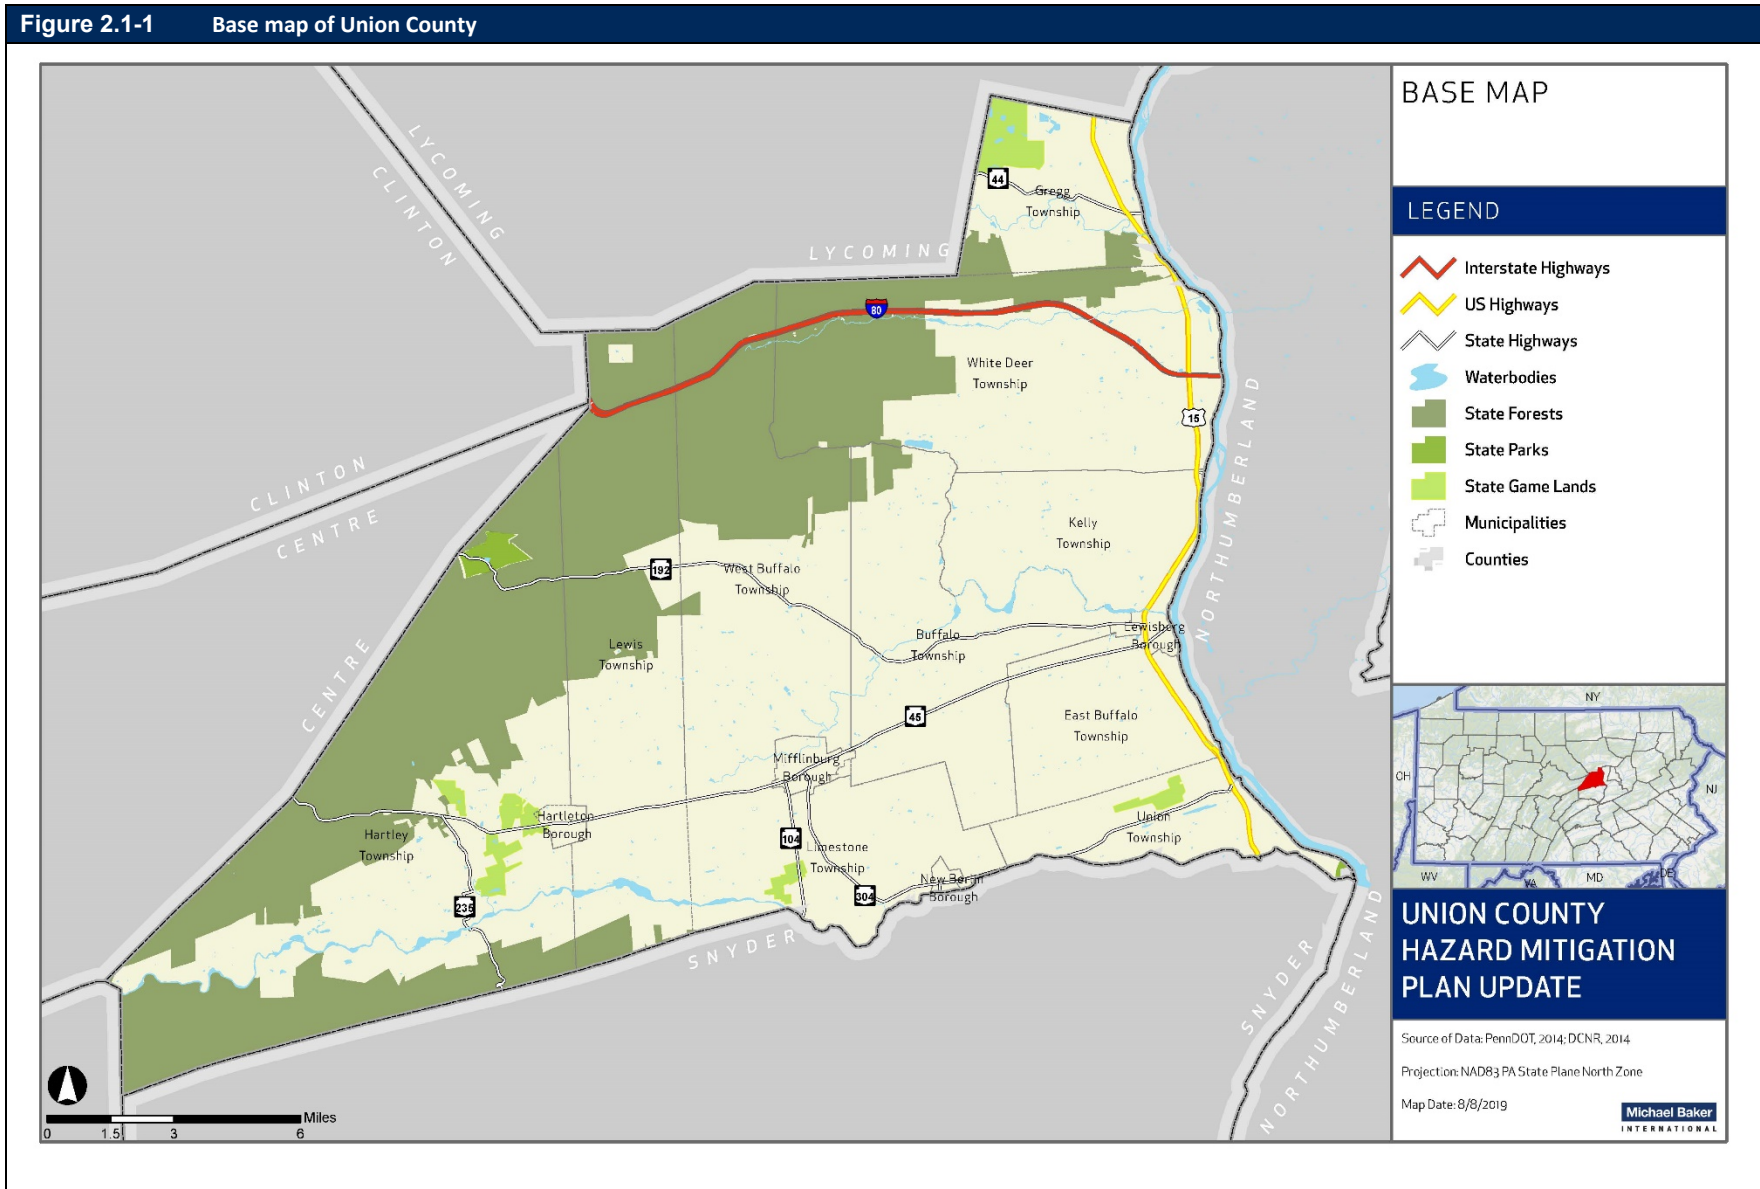 Figure 2.1-1 Base map of Union County
BASE MAP
LEGEND
Interstate Highways
US Highways
State Highways
Waterbodies
State Forests
State Parks
State Game Lands
Municipalities
Counties
LYCOMING
CLINTON
LYCOMING
CLINTON
CENTRE
CENTRE
NORTHUMBERLAND
SNYDER
SNYDER
NORTHUMBERLAND
44
Gregg
Township
80
White Deer
Township
15
Kelly
Township
192
West Buffalo
Township
Lewis
Township
Buffalo
Township
Lewisberg
Borough
45
East Buffalo
Township
Mifflinburg
Borough
Hartleton
Borough
Hartley
Township
104
Limestone
Township
Union
Township
304
New Berlin
Borough
235
Miles
0 1.5 3 6
NY
OH
NJ
WV
VA
MD
DE
UNION COUNTY
HAZARD MITIGATION
PLAN UPDATE
Source of Data: PennDOT, 2014; DCNR, 2014
Projection: NAD83 PA State Plane North Zone
Map Date: 8/8/2019
Michael Baker
INTERNATIONAL